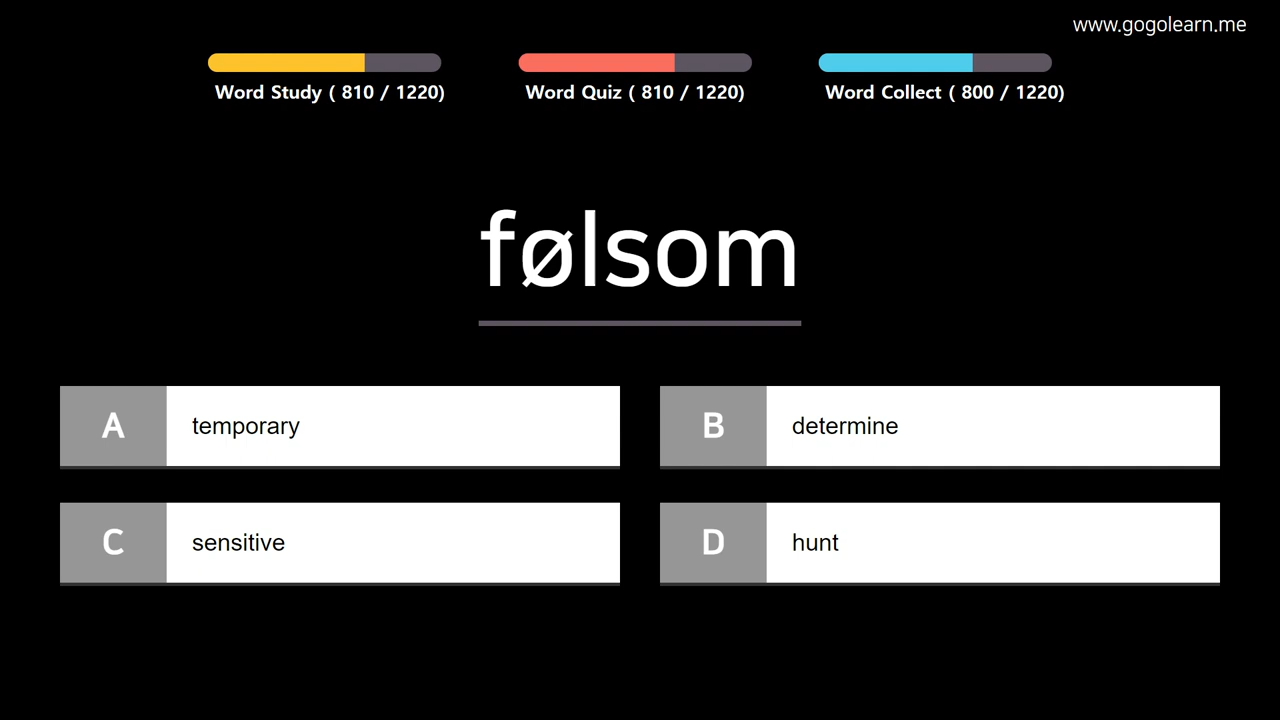 www.gogolearn.me
Word Study ( 810 / 1220)
Word Quiz ( 810 / 1220)
Word Collect ( 800 / 1220)
følsom
A temporary
B determine
C sensitive
D hunt